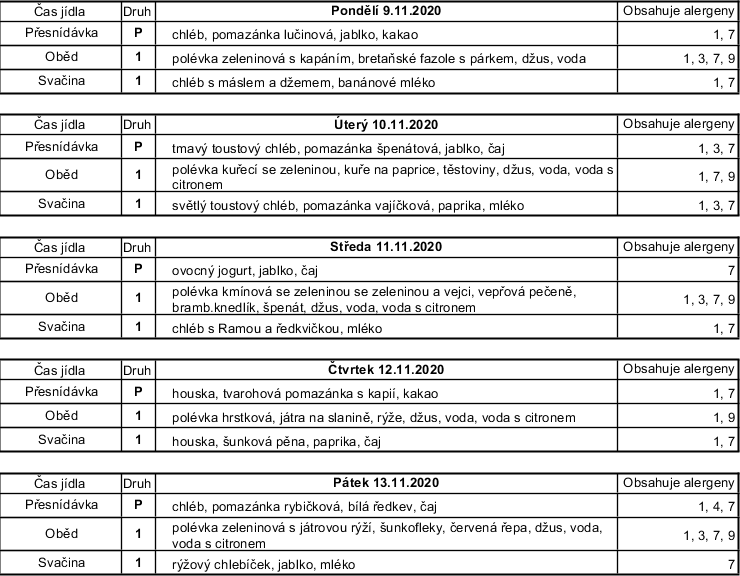 Čas jídla Druh Pondělí 9.11.2020 Obsahuje alergeny
Přesnídávka P chléb, pomazánka lučinová, jablko, kakao 1, 7
Oběd 1 polévka zeleninová s kapáním, bretaňské fazole s párkem, džus, voda 1, 3, 7, 9
Svačina 1 chléb s máslem a džemem, banánové mléko 1, 7
Čas jídla Druh Úterý 10.11.2020 Obsahuje alergeny
Přesnídávka P tmavý toustový chléb, pomazánka špenátová, jablko, čaj 1, 3, 7
Oběd 1 polévka kuřecí se zeleninou, kuře na paprice, těstoviny, džus, voda, voda s
citronem 1, 7, 9
Svačina 1 světlý toustový chléb, pomazánka vajíčková, paprika, mléko 1, 3, 7
Čas jídla Druh Středa 11.11.2020 Obsahuje alergeny
Přesnídávka P ovocný jogurt, jablko, čaj 7
Oběd 1 polévka kmínová se zeleninou se zeleninou a vejci, vepřová pečeně,
bramb.knedlík, špenát, džus, voda, voda s citronem 1, 3, 7, 9
Svačina 1 chléb s Ramou a ředkvičkou, mléko 1, 7
Čas jídla Druh Čtvrtek 12.11.2020 Obsahuje alergeny
Přesnídávka P houska, tvarohová pomazánka s kapií, kakao 1, 7
Oběd 1 polévka hrstková, játra na slanině, rýže, džus, voda, voda s citronem 1, 9
Svačina 1 houska, šunková pěna, paprika, čaj 1, 7
Čas jídla Druh Pátek 13.11.2020 Obsahuje alergeny
Přesnídávka P chléb, pomazánka rybičková, bílá ředkev, čaj 1, 4, 7
Oběd 1 polévka zeleninová s játrovou rýží, šunkofleky, červená řepa, džus, voda,
voda s citronem 1, 3, 7, 9
Svačina 1 rýžový chlebíček, jablko, mléko 7